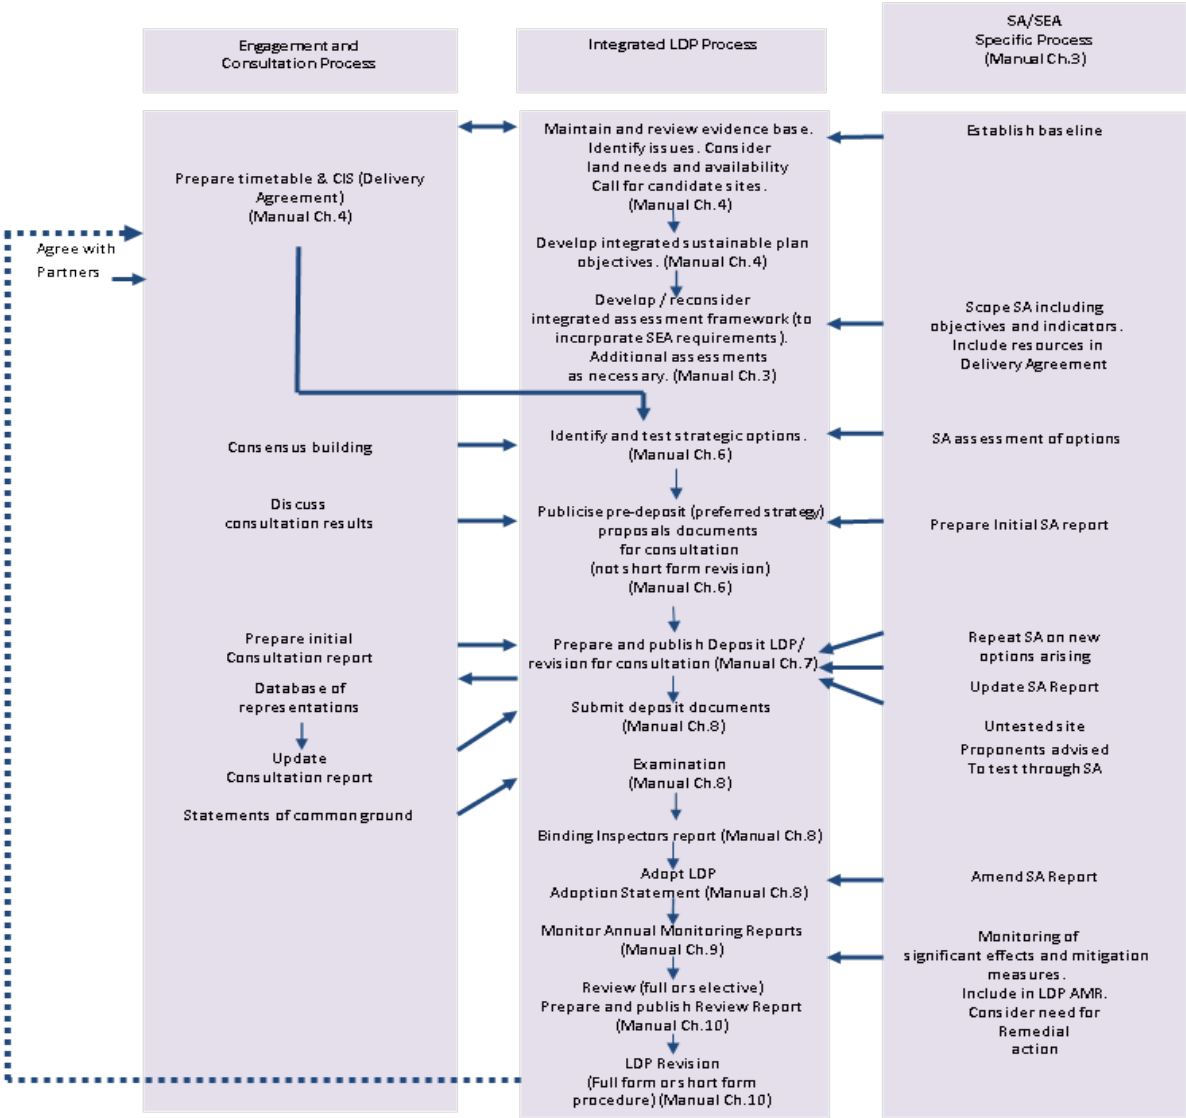 Engagement and
Consultation Process
Integrated LDP Process
SA/SEA
Specific Process
(Manual Ch.3)
Agree with
Partners
Prepare timetable & CIS (Delivery
Agreement)
(Manual Ch.4)
Consensus building
Discuss
consultation results
Prepare initial
Consultation report
Database of
representations
Update
Consultation report
Statements of common ground
Maintain and review evidence base.
Identify issues. Consider
land needs and availability
Call for candidate sites.
(Manual Ch.4)
Develop integrated sustainable plan
objectives. (Manual Ch.4)
Develop / reconsider
integrated assessment framework (to
incorporate SEA requirements).
Additional assessments
as necessary. (Manual Ch.3)
Identify and test strategic options.
(Manual Ch.6)
Publicise pre-deposit (preferred strategy)
proposals documents
for consultation
(not short form revision)
(Manual Ch.6)
Prepare and publish Deposit LDP/
revision for consultation (Manual Ch.7)
Submit deposit documents
(Manual Ch.8)
Examination
(Manual Ch.8)
Binding Inspectors report (Manual Ch.8)
Adopt LDP
Adoption Statement (Manual Ch.8)
Monitor Annual Monitoring Reports
(Manual Ch.9)
Review (full or selective)
Prepare and publish Review Report
(Manual Ch.10)
LDP Revision
(Full form or short form
procedure) (Manual Ch.10)
Establish baseline
Scope SA including
objectives and indicators.
Include resources in
Delivery Agreement
SA assessment of options
Prepare Initial SA report
Repeat SA on new
options arising
Update SA Report
Untested site
Proponents advised
To test through SA
Amend SA Report
Monitoring of
significant effects and mitigation
measures.
Include in LDP AMR.
Consider need for
Remedial
action